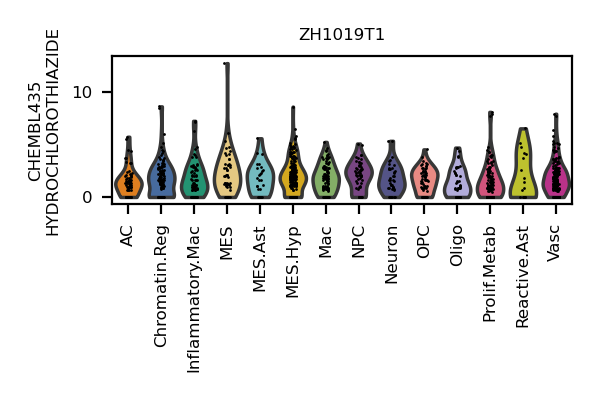 ZH1019T1
CHEMBL435
HYDROCHLOROTHIAZIDE
10
0
AC
Chromatin.Reg
Inflammatory.Mac
MES
MES.Ast
MES.Hyp
Mac
NPC
Neuron
OPC
Oligo
Prolif.Metab
Reactive.Ast
Vasc